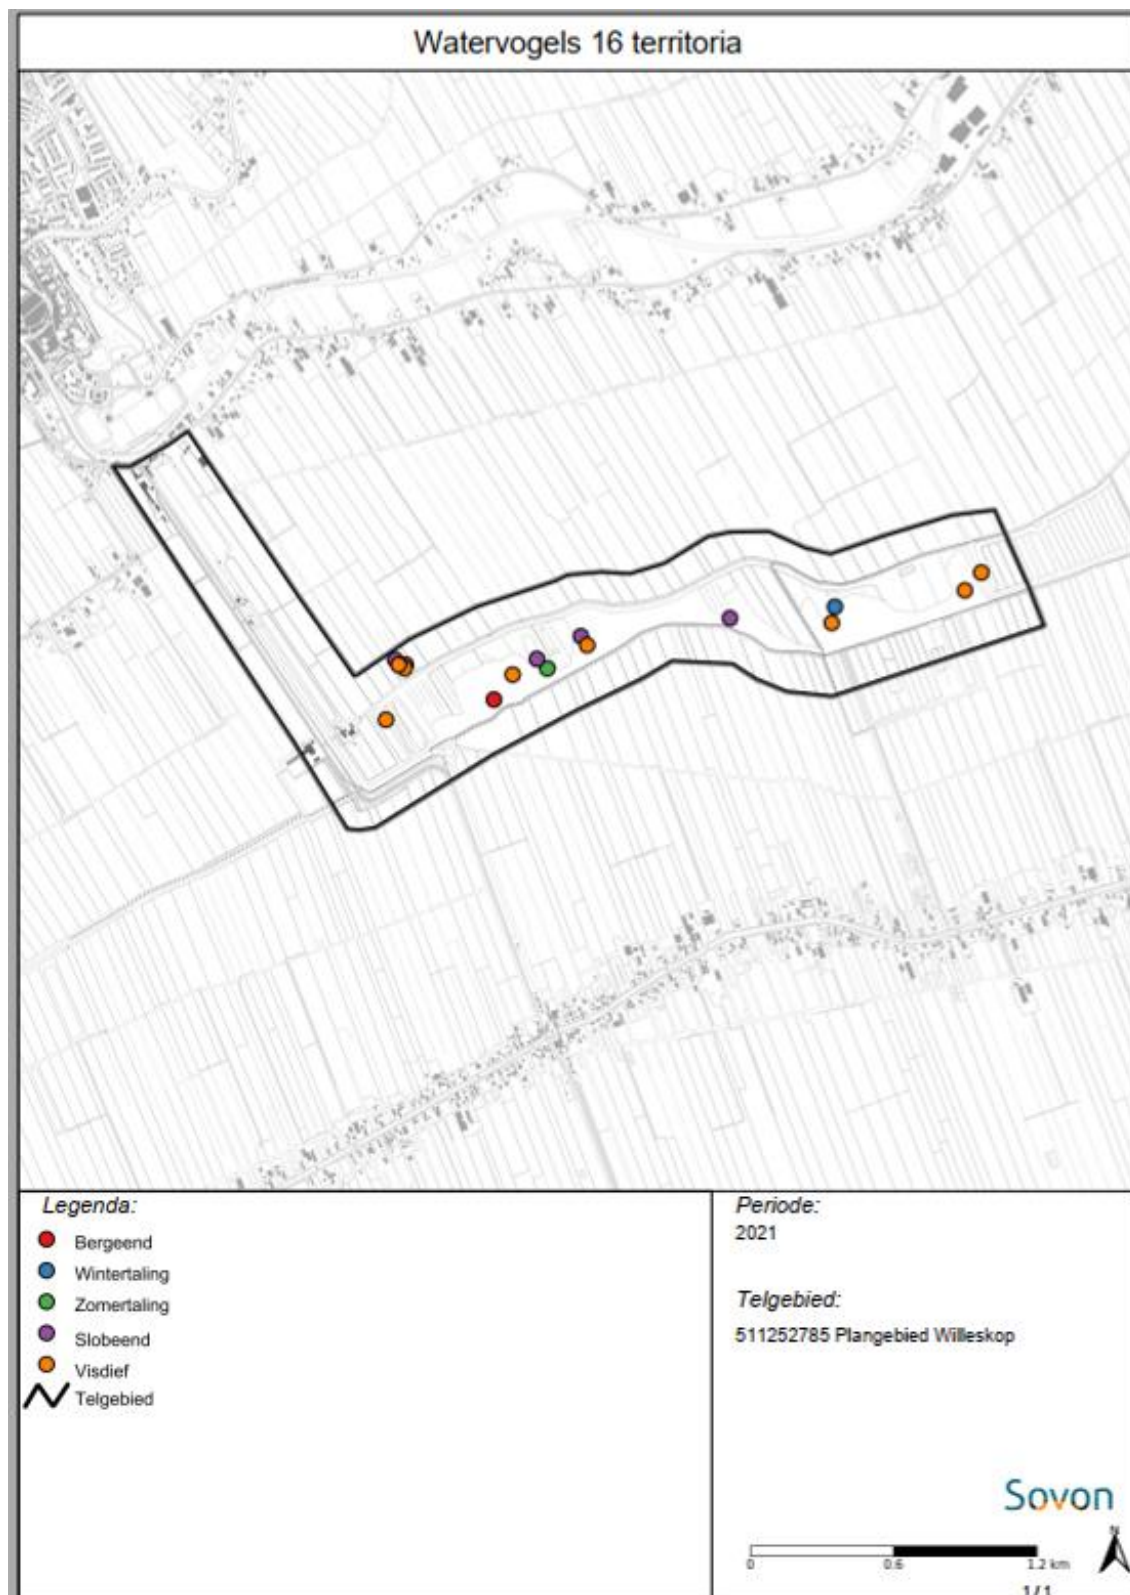 Watervogels 16 territoria
Legenda:
Bergeend
Wintertaling
Zomertaling
Slobeend
Visdief
Telgebied
Periode:
2021
Telgebied:
511252785 Plangebied Willeskop
Sovon
N
0 0.6 1.2 km
1/1